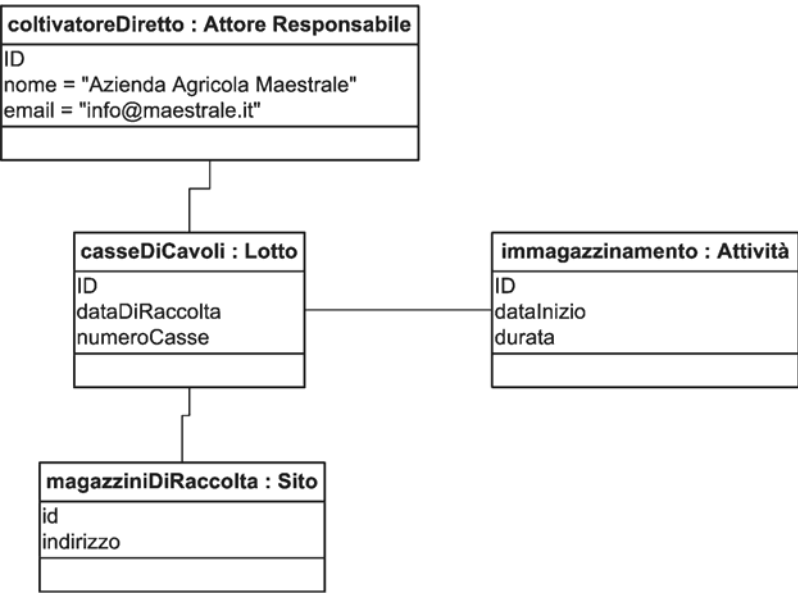 coltivatoreDiretto : Attore Responsabile
ID
nome = "Azienda Agricola Maestrale"
email = "info@maestrale.it"
casseDiCavoli : Lotto
ID
dataDiRaccolta
numeroCasse
immagazzinamento : Attività
ID
dataInizio
durata
magazziniDiRaccolta : Sito
id
indirizzo